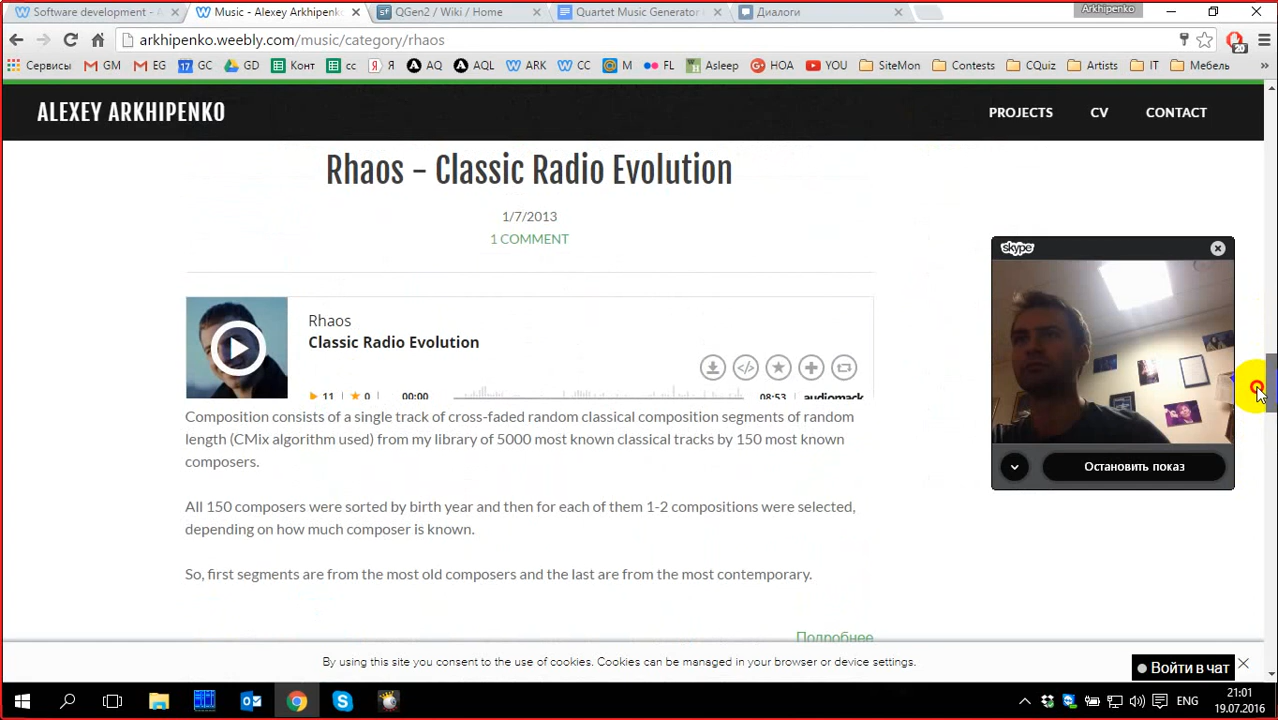 Software development - A
Music - Alexey Arkhipenko
QGen2 / Wiki / Home
Quartet Music Generator
Диалоги
Arkhipenko
arkhipenko.weebly.com/music/category/rhaos
20
Сервисы GM EG 17 GC GD Конт cc Я Я AQ AQL ARK CC M FL Asleep HOA YOU SiteMon Contests CQuiz Artists IT Мебель »
ALEXEY ARKHIPENKO
PROJECTS CV CONTACT
Rhaos - Classic Radio Evolution
1/7/2013
1 COMMENT
skype
Rhaos
Classic Radio Evolution
11 0 00:00 08:53 audiomack
Остановить показ
Composition consists of a single track of cross-faded random classical composition segments of random
length (CMix algorithm used) from my library of 5000 most known classical tracks by 150 most known
composers.
All 150 composers were sorted by birth year and then for each of them 1-2 compositions were selected,
depending on how much composer is known.
So, first segments are from the most old composers and the last are from the most contemporary.
Подробнее
By using this site you consent to the use of cookies. Cookies can be managed in your browser or device settings.
Войти в чат
ENG
21:01
19.07.2016